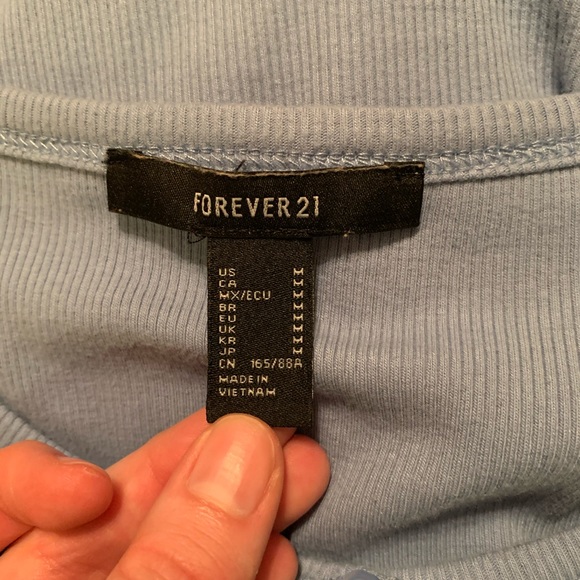 FOREVER 21
US M
CA M
MX/ECU M
BR M
EU M
UK M
KR M
JP M
CN 165/88A
MADE IN
VIETNAM